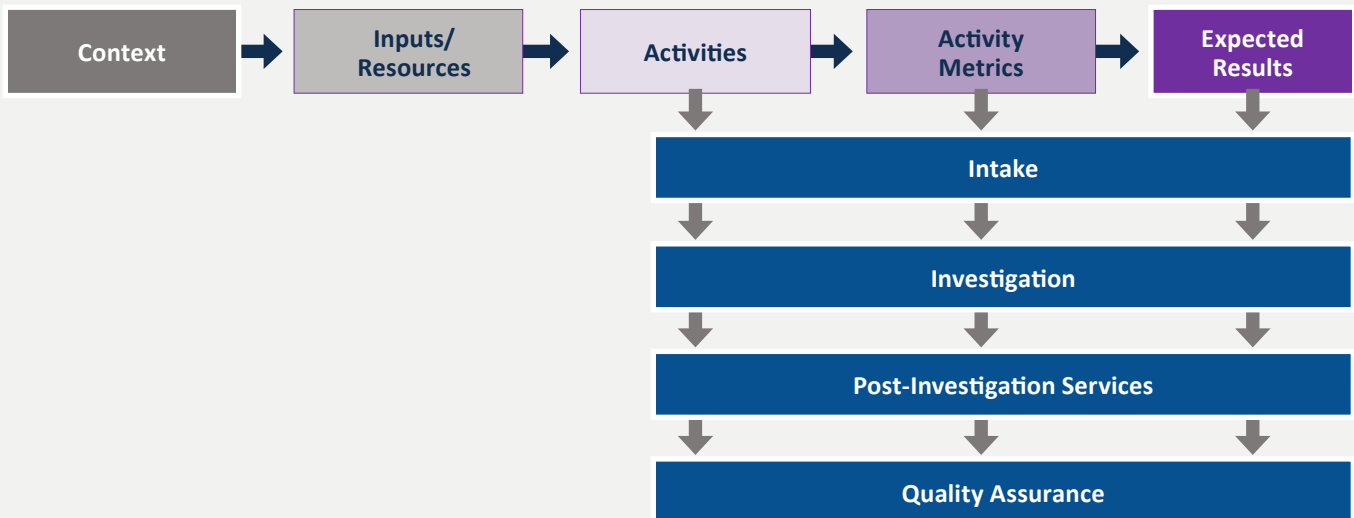 Context
Inputs/
Resources
Activities
Activity
Metrics
Expected
Results
Intake
Investigation
Post-Investigation Services
Quality Assurance